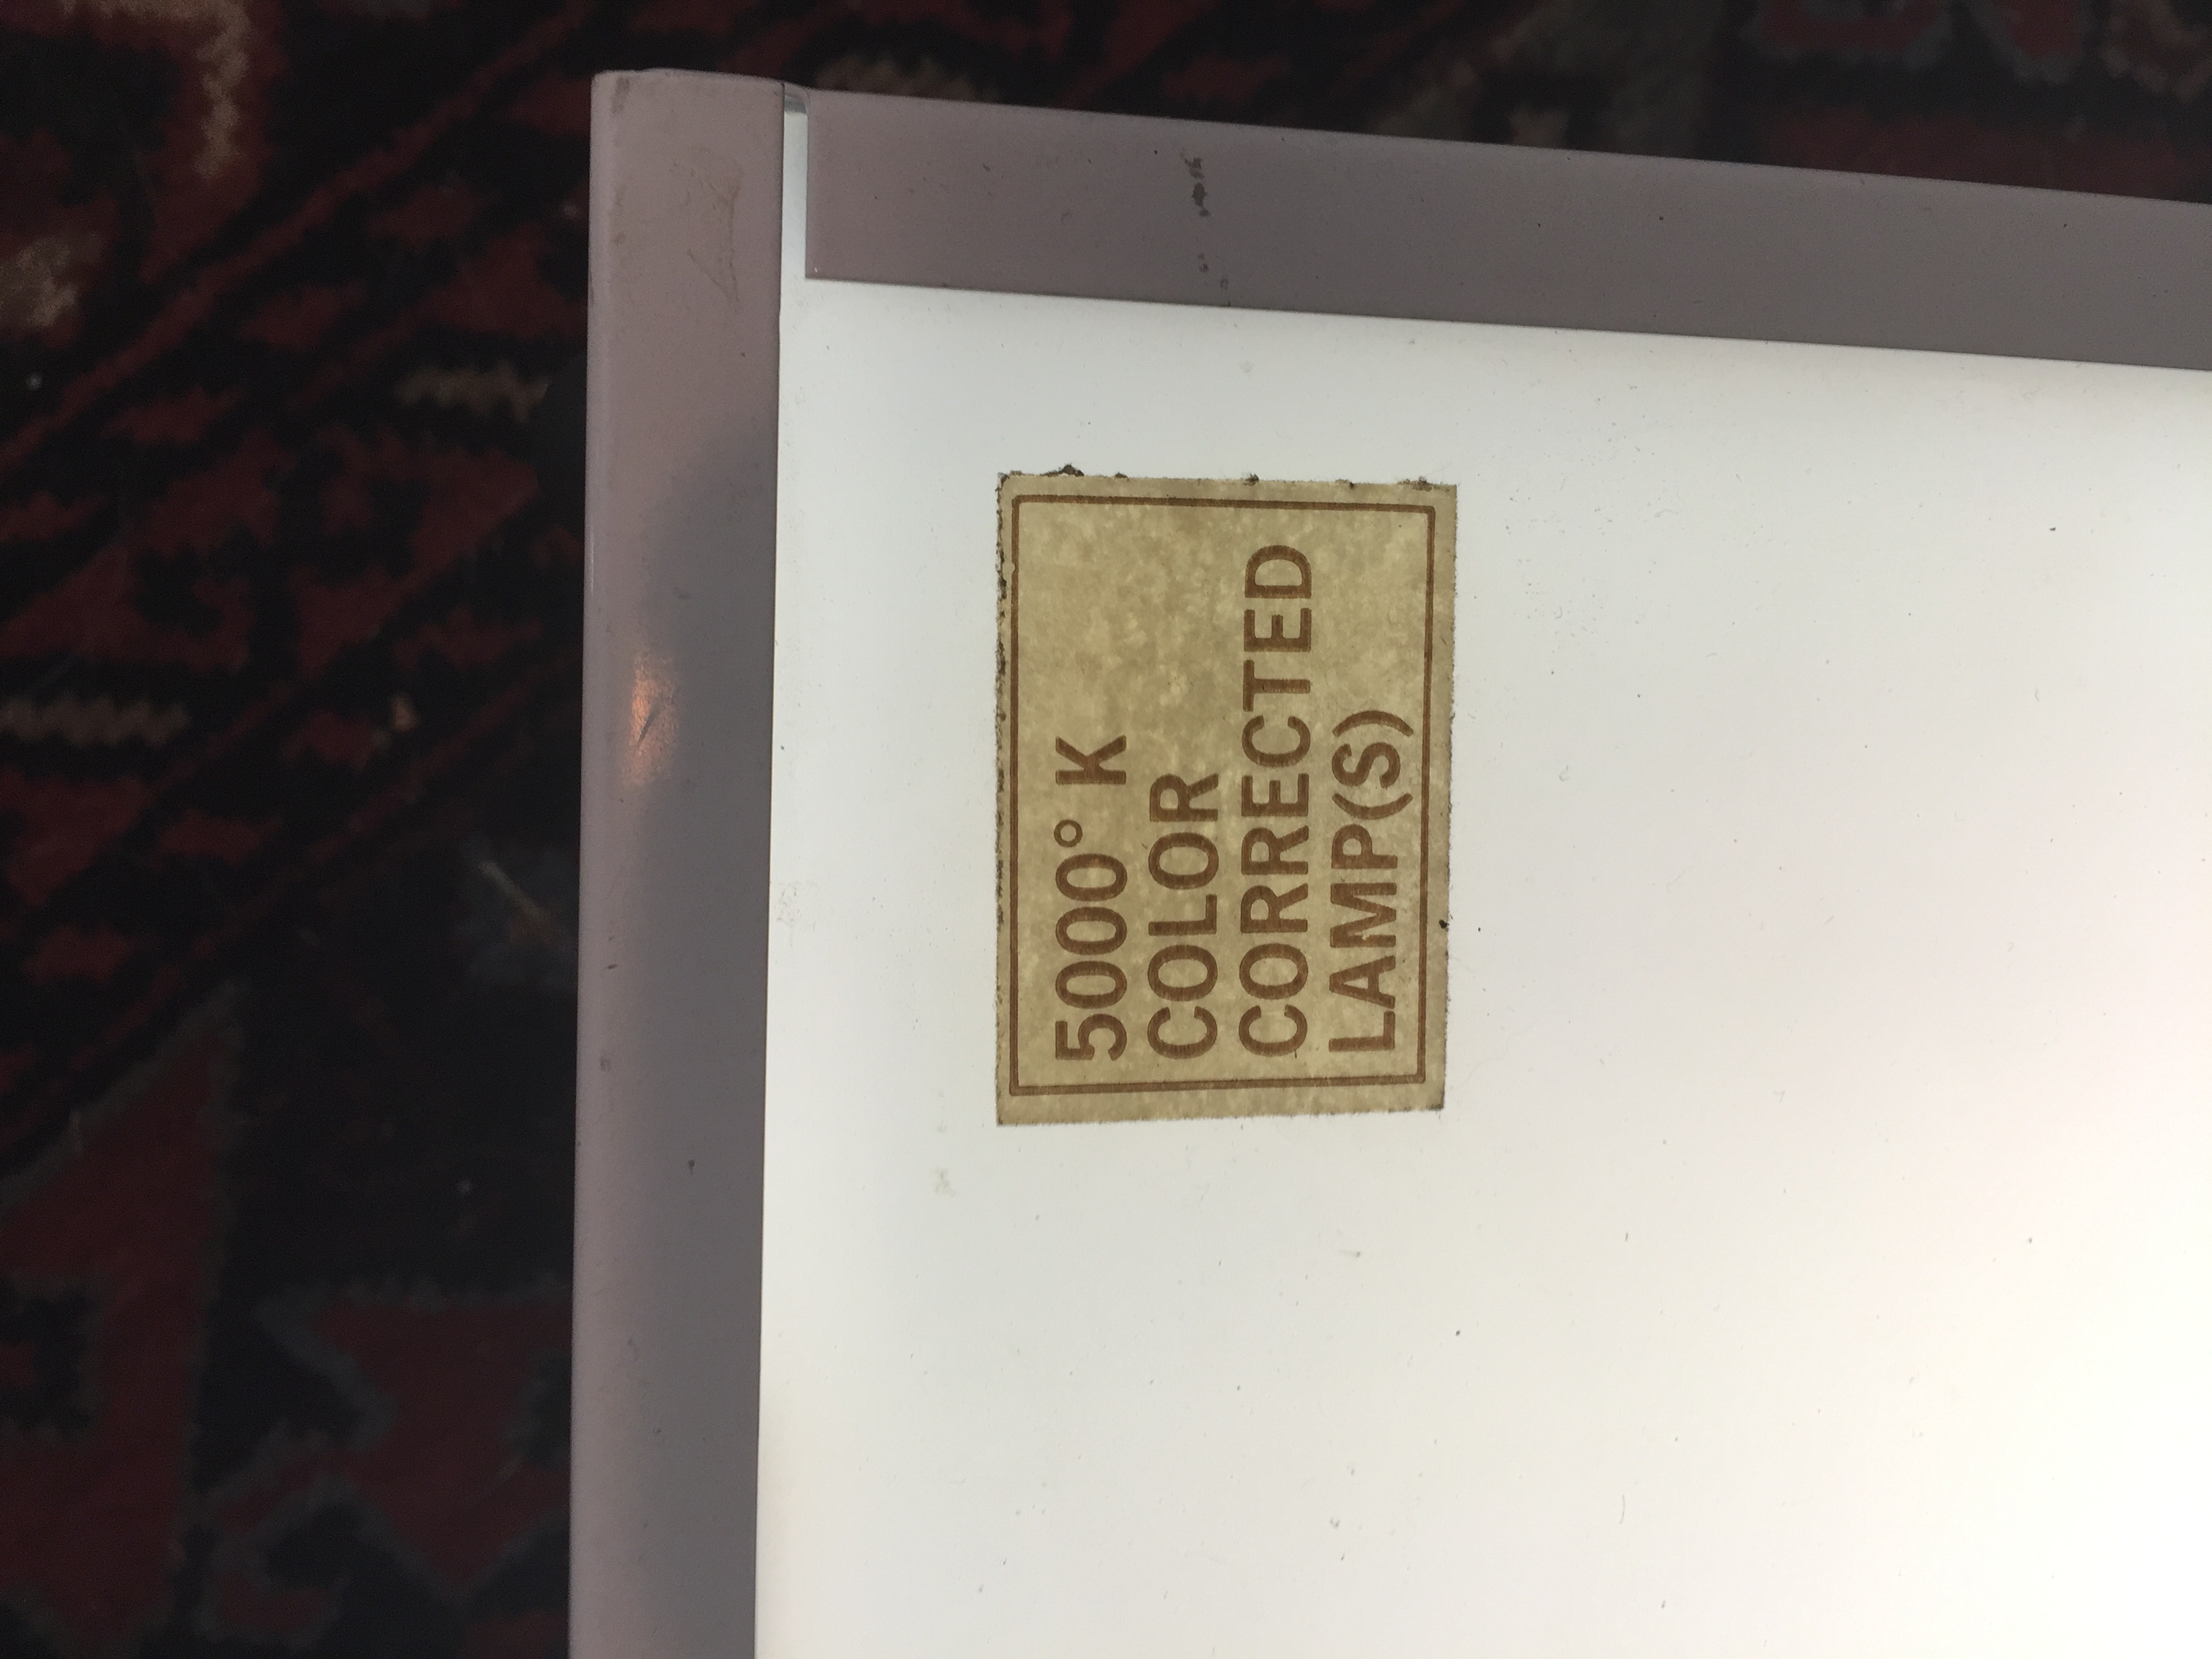 5000° K
COLOR
CORRECTED
LAMP(S)